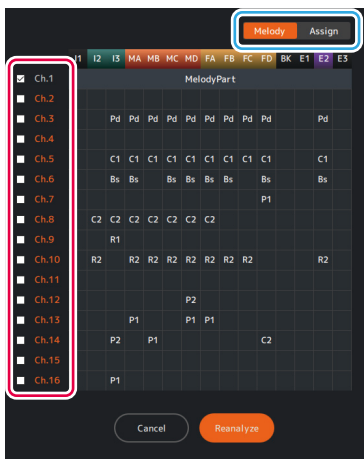 Melody Assign
I1 I2 I3 MA MB MC MD FA FB FC FD BK E1 E2 E3
Ch.1 MelodyPart
Ch.2
Ch.3 Pd Pd Pd Pd Pd Pd Pd Pd Pd Pd
Ch.4
Ch.5 C1 C1 C1 C1 C1 C1 C1 C1 C1 C1
Ch.6 Bs Bs Bs Bs Bs Bs Bs Bs
Ch.7 P1
Ch.8 C2 C2 C2 C2 C2 C2 C2
Ch.9 R1
Ch.10 R2 R2 R2 R2 R2 R2 R2 R2 R2
Ch.11
Ch.12 P2
Ch.13 P1 P1 P1
Ch.14 P2 P1 C2
Ch.15
Ch.16 P1
Cancel Reanalyze